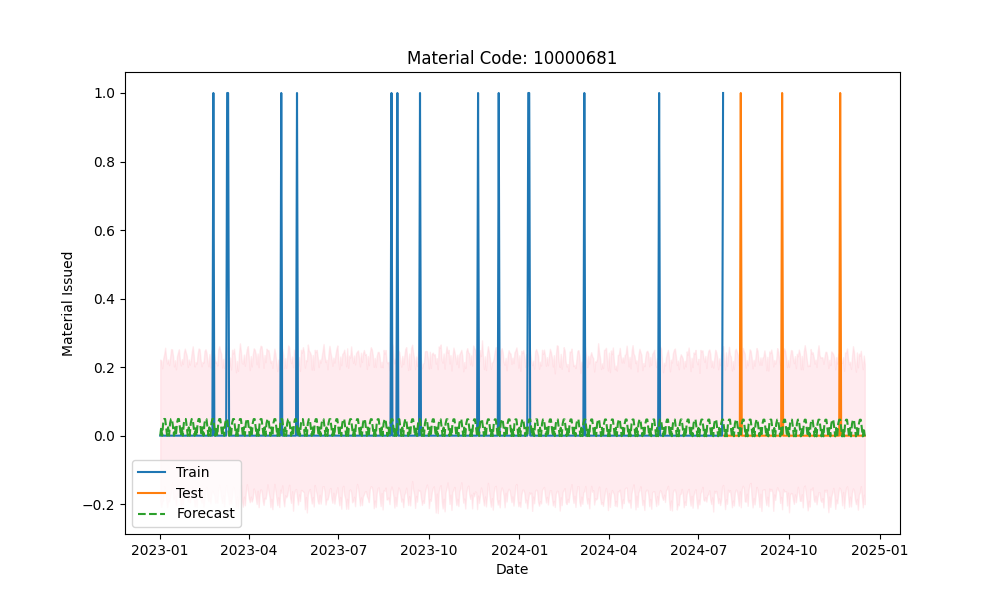 Material Code: 10000681
Material Issued
1.0
0.8
0.6
0.4
0.2
0.0
−0.2
Train
Test
Forecast
2023-01 2023-04 2023-07 2023-10 2024-01 2024-04 2024-07 2024-10 2025-01
Date